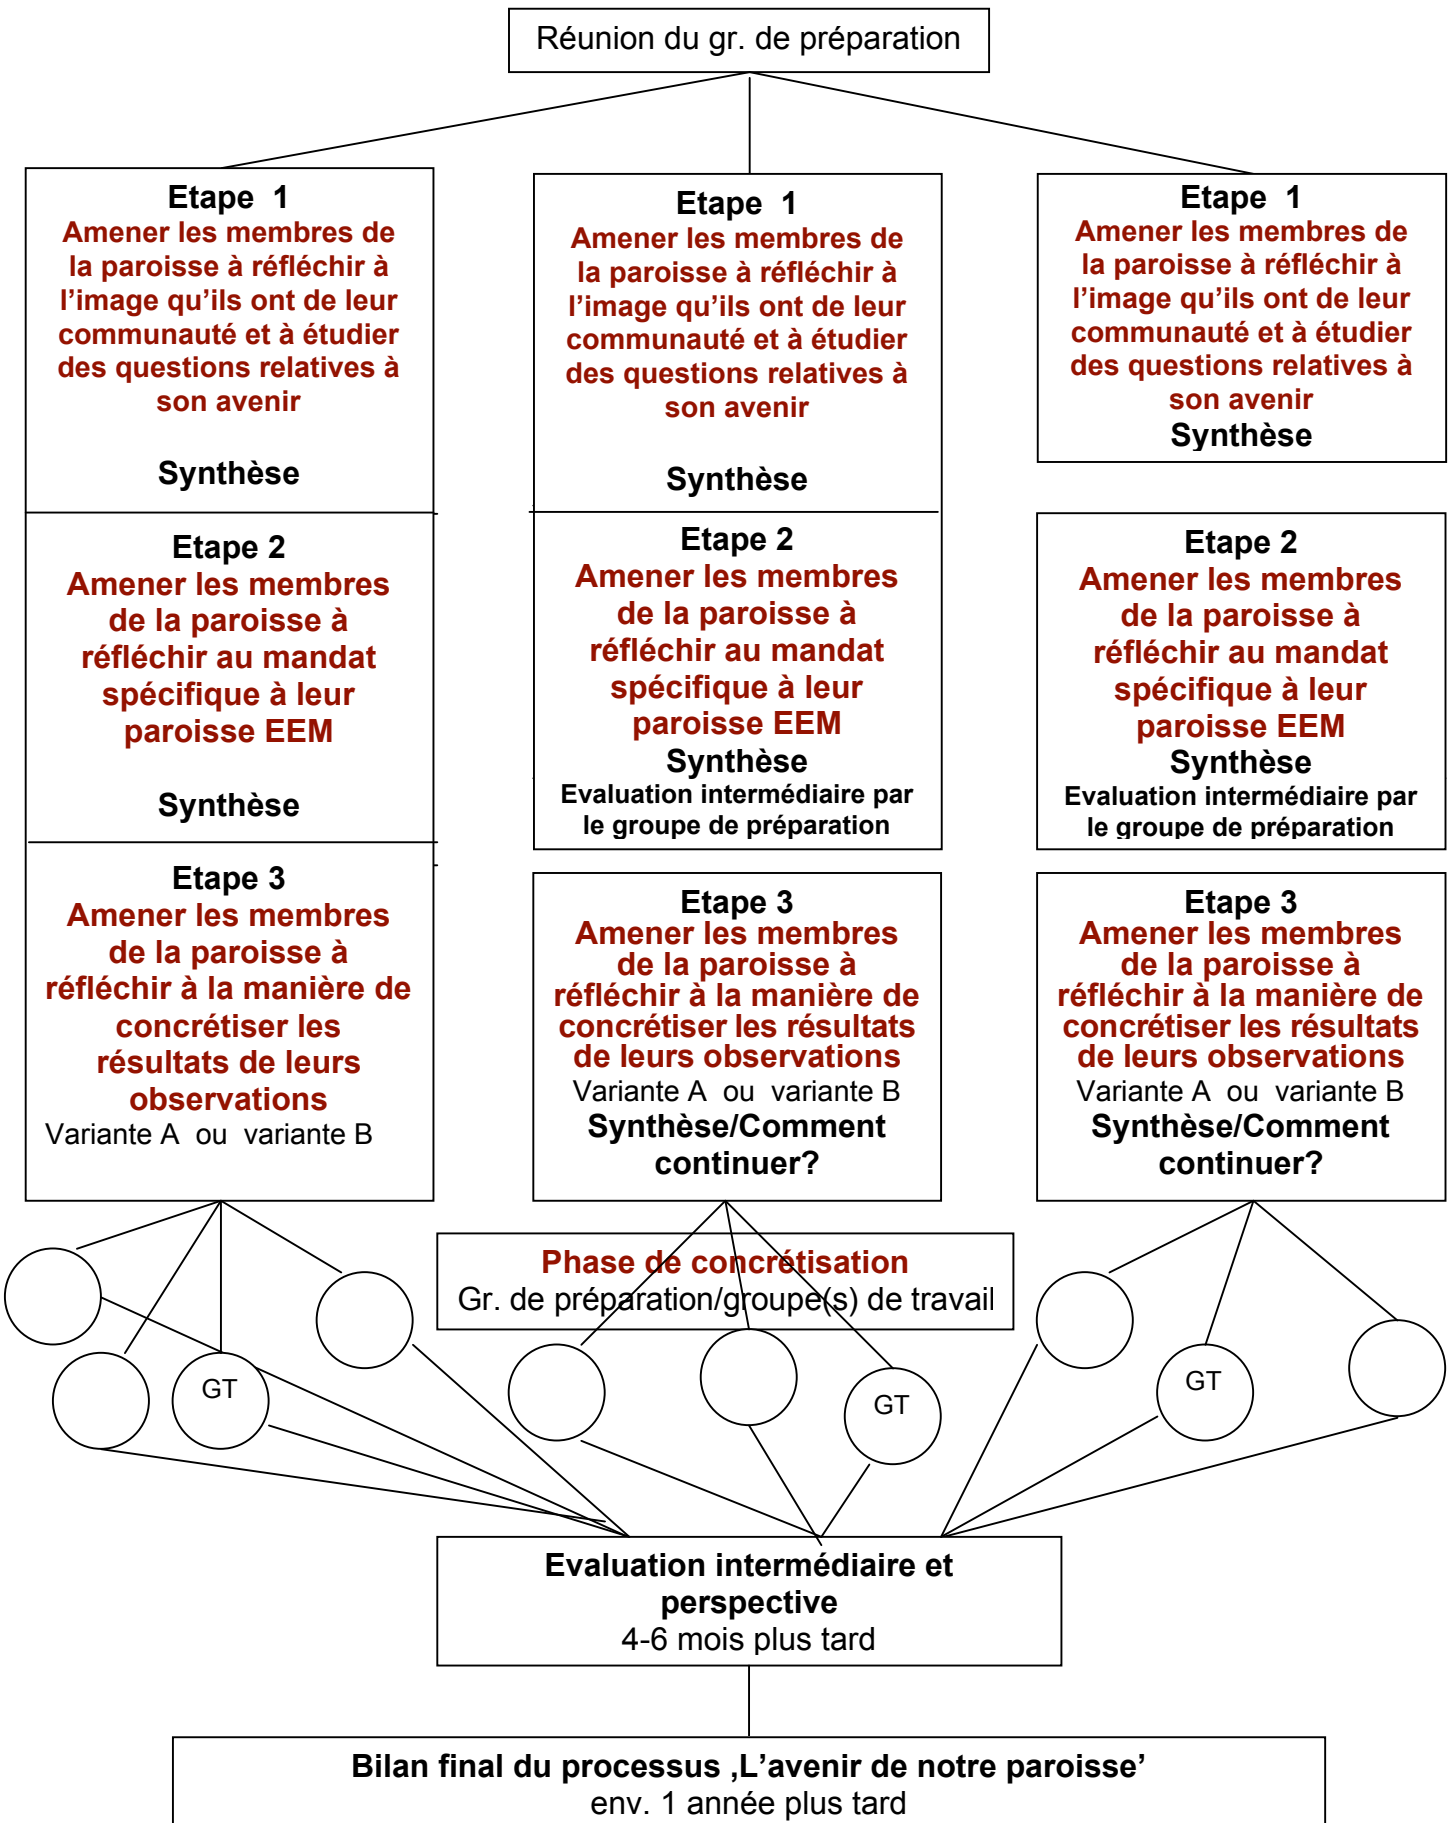 Réunion du gr. de préparation
Etape 1
Amener les membres de
la paroisse à réfléchir à
l’image qu’ils ont de leur
communauté et à étudier
des questions relatives à
son avenir
Synthèse
Etape 2
Amener les membres
de la paroisse à
réfléchir au mandat
spécifique à leur
paroisse EEM
Synthèse
Etape 3
Amener les membres
de la paroisse à
réfléchir à la manière de
concrétiser les
résultats de leurs
observations
Variante A ou variante B
Etape 1
Amener les membres de
la paroisse à réfléchir à
l’image qu’ils ont de leur
communauté et à étudier
des questions relatives à
son avenir
Synthèse
Etape 2
Amener les membres
de la paroisse à
réfléchir au mandat
spécifique à leur
paroisse EEM
Synthèse
Evaluation intermédiaire par
le groupe de préparation
Etape 3
Amener les membres
de la paroisse à
réfléchir à la manière de
concrétiser les résultats
de leurs observations
Variante A ou variante B
Synthèse/Comment
continuer?
Etape 1
Amener les membres de
la paroisse à réfléchir à
l’image qu’ils ont de leur
communauté et à étudier
des questions relatives à
son avenir
Synthèse
Etape 2
Amener les membres
de la paroisse à
réfléchir au mandat
spécifique à leur
paroisse EEM
Synthèse
Evaluation intermédiaire par
le groupe de préparation
Etape 3
Amener les membres
de la paroisse à
réfléchir à la manière de
concrétiser les résultats
de leurs observations
Variante A ou variante B
Synthèse/Comment
continuer?
Phase de concrétisation
Gr. de préparation/groupe(s) de travail
GT
GT
GT
Evaluation intermédiaire et
perspective
4-6 mois plus tard
Bilan final du processus ‚L’avenir de notre paroisse’
env. 1 année plus tard